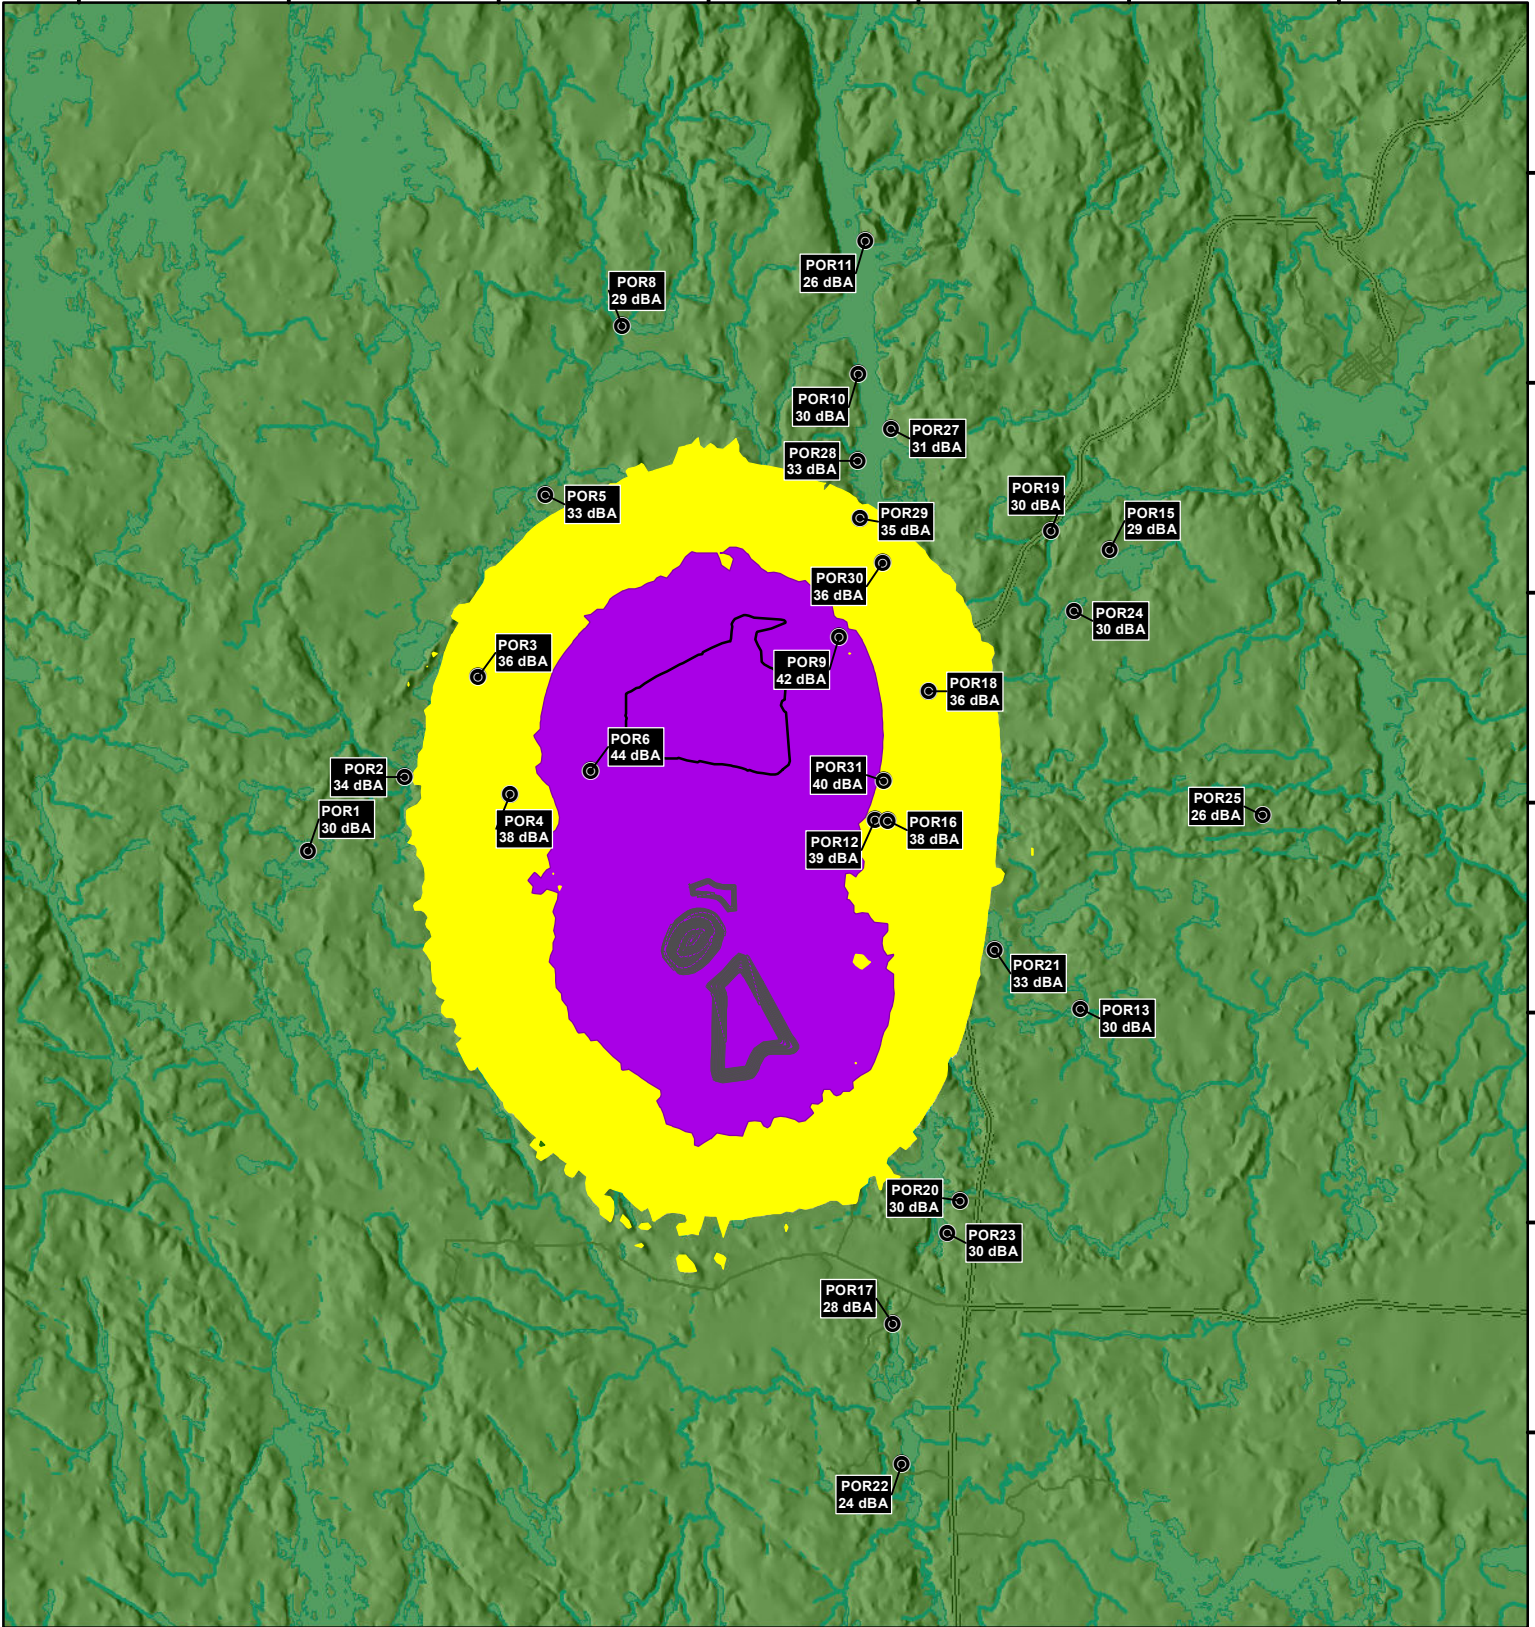 POR11
26 dBA
POR8
29 dBA
POR10
30 dBA
POR27
31 dBA
POR28
33 dBA
POR19
30 dBA
POR5
33 dBA
POR29
35 dBA
POR15
29 dBA
POR30
36 dBA
POR24
30 dBA
POR3
36 dBA
POR9
42 dBA
POR18
36 dBA
POR6
44 dBA
POR2
34 dBA
POR31
40 dBA
POR25
26 dBA
POR1
30 dBA
POR4
38 dBA
POR16
38 dBA
POR12
39 dBA
POR21
33 dBA
POR13
30 dBA
POR20
30 dBA
POR23
30 dBA
POR17
28 dBA
POR22
24 dBA